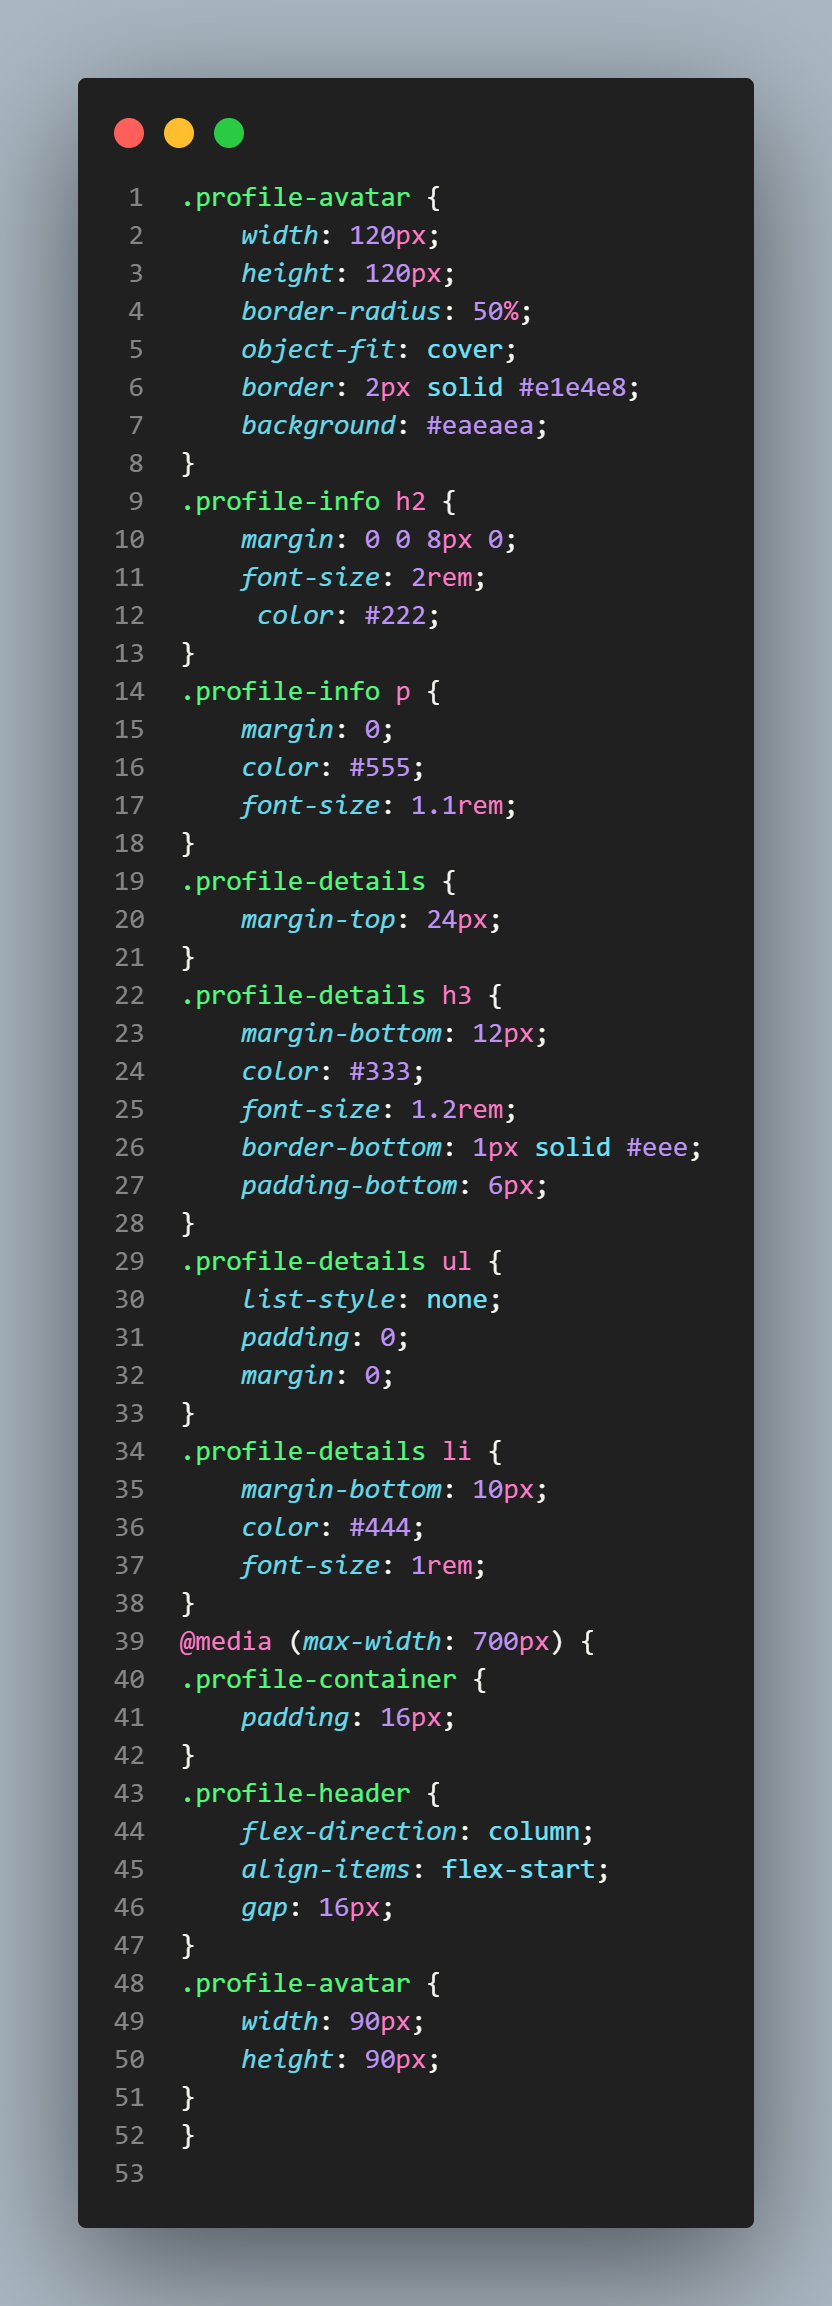 1 .profile-avatar {
2     width: 120px;
3     height: 120px;
4     border-radius: 50%;
5     object-fit: cover;
6     border: 2px solid #e1e4e8;
7     background: #eaeaea;
8 }
9 .profile-info h2 {
10     margin: 0 0 8px 0;
11     font-size: 2rem;
12      color: #222;
13 }
14 .profile-info p {
15     margin: 0;
16     color: #555;
17     font-size: 1.1rem;
18 }
19 .profile-details {
20     margin-top: 24px;
21 }
22 .profile-details h3 {
23     margin-bottom: 12px;
24     color: #333;
25     font-size: 1.2rem;
26     border-bottom: 1px solid #eee;
27     padding-bottom: 6px;
28 }
29 .profile-details ul {
30     list-style: none;
31     padding: 0;
32     margin: 0;
33 }
34 .profile-details li {
35     margin-bottom: 10px;
36     color: #444;
37     font-size: 1rem;
38 }
39 @media (max-width: 700px) {
40 .profile-container {
41     padding: 16px;
42 }
43 .profile-header {
44     flex-direction: column;
45     align-items: flex-start;
46     gap: 16px;
47 }
48 .profile-avatar {
49     width: 90px;
50     height: 90px;
51 }
52 }
53